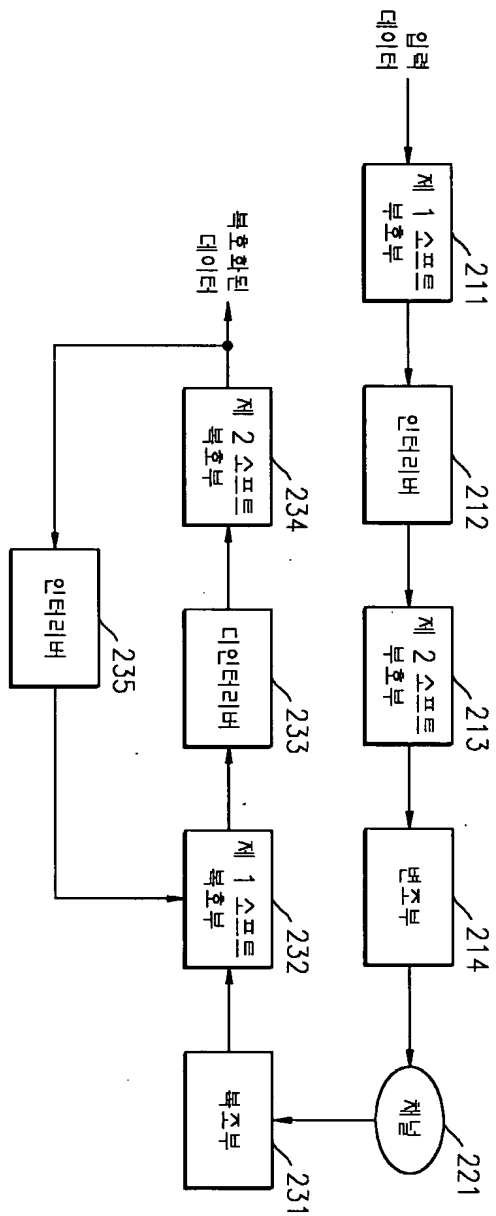 입력
데이터
제 1 소프트
부호부
211
인터리버
212
제 2 소프트
부호부
213
변조부
214
채널
221
복호화된
데이터
제 2 소프트
복호부
234
디인터리버
233
제 1 소프트
복호부
232
복조부
231
인터리버
235